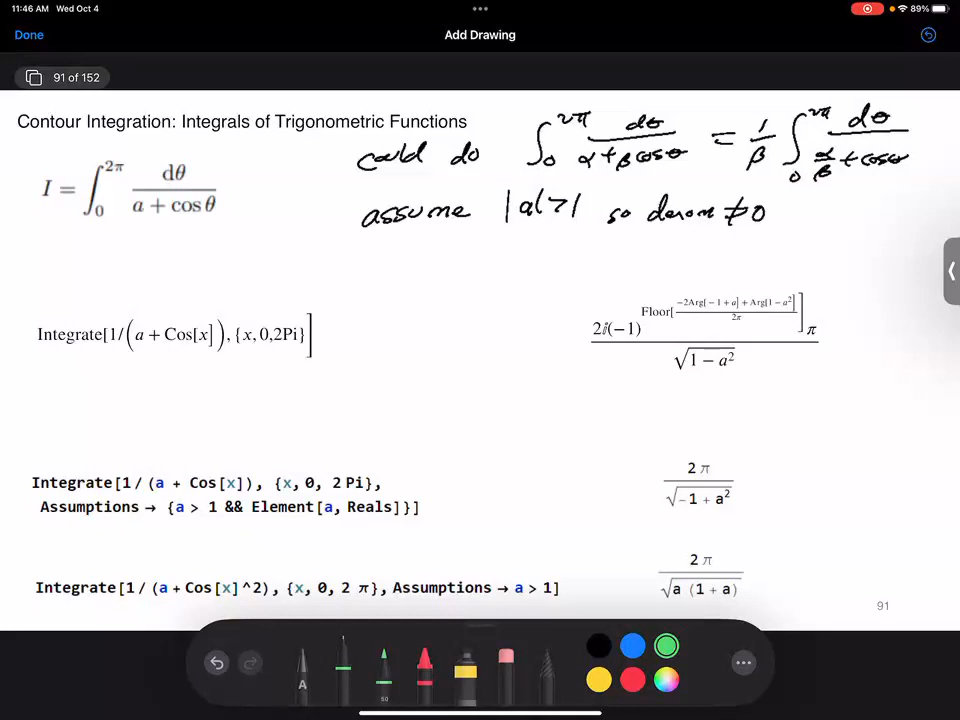 11:46 AM Wed Oct 4
89%
Done
Add Drawing
91 of 152
Contour Integration: Integrals of Trigonometric Functions
could do ∫₀^2π dθ/(α+β cosθ) = 1/β ∫₀^2π dθ/(α/β + cosθ)
I = ∫₀^2π dθ/(a + cos θ)
assume |a|>1 so denom ≠0
Integrate[1/(a + Cos[x]), {x, 0,2Pi}]
2ⅈ(−1)^Floor[(−2Arg[−1+a]+Arg[1−a²])/2π] π / √(1 − a²)
Integrate[1 / (a + Cos[x]), {x, 0, 2 Pi},
Assumptions → {a > 1 && Element[a, Reals]}]
2 π / √(−1 + a²)
Integrate[1 / (a + Cos[x]^2), {x, 0, 2 π}, Assumptions → a > 1]
2 π / √(a (1 + a))
91
A
50